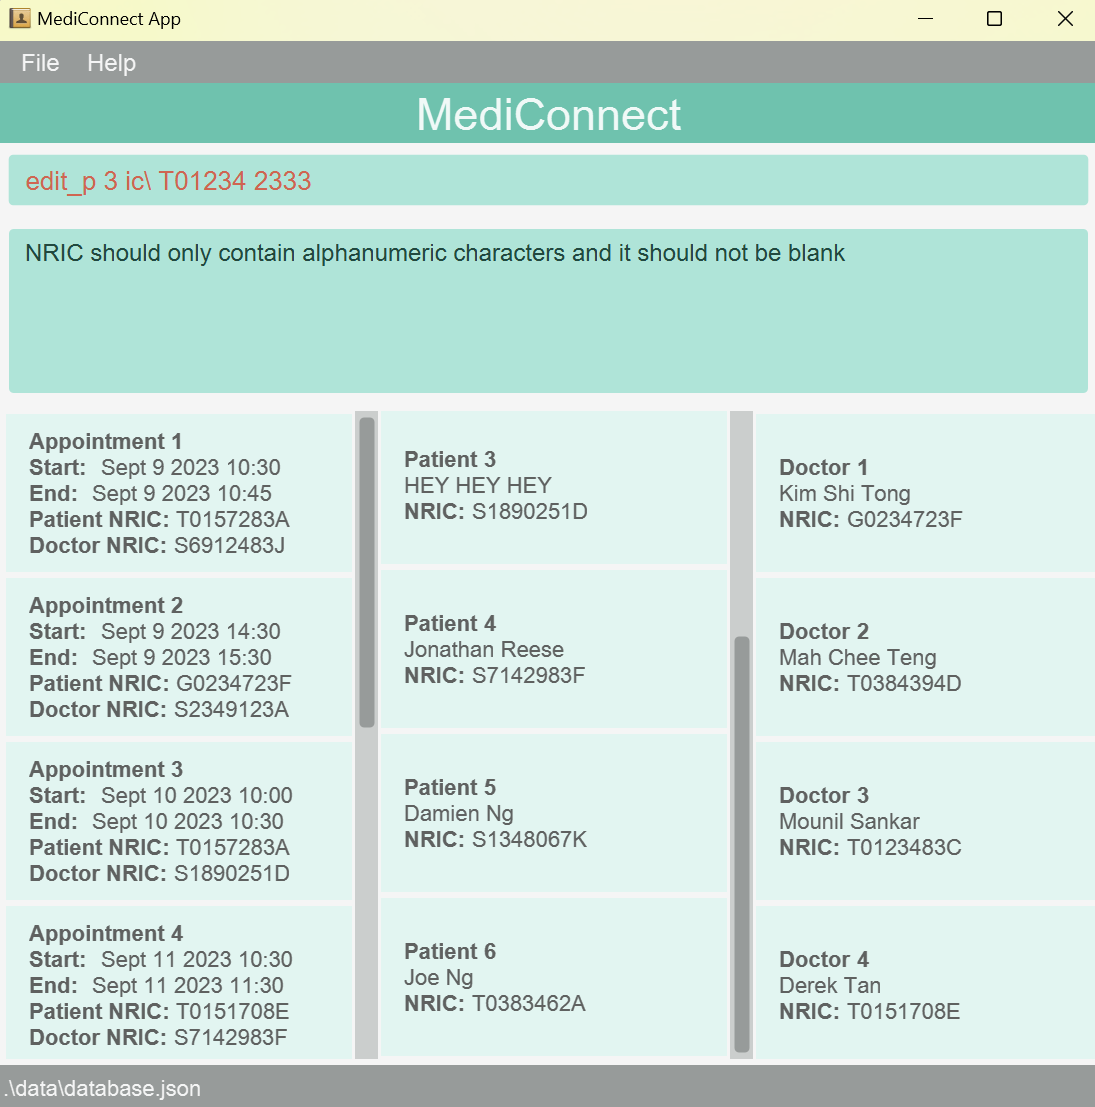 MediConnect App
File Help
MediConnect
edit_p 3 ic\ T01234 2333
NRIC should only contain alphanumeric characters and it should not be blank
Appointment 1
Start: Sept 9 2023 10:30
End: Sept 9 2023 10:45
Patient NRIC: T0157283A
Doctor NRIC: S6912483J
Appointment 2
Start: Sept 9 2023 14:30
End: Sept 9 2023 15:30
Patient NRIC: G0234723F
Doctor NRIC: S2349123A
Appointment 3
Start: Sept 10 2023 10:00
End: Sept 10 2023 10:30
Patient NRIC: T0157283A
Doctor NRIC: S1890251D
Appointment 4
Start: Sept 11 2023 10:30
End: Sept 11 2023 11:30
Patient NRIC: T0151708E
Doctor NRIC: S7142983F
Patient 3
HEY HEY HEY
NRIC: S1890251D
Patient 4
Jonathan Reese
NRIC: S7142983F
Patient 5
Damien Ng
NRIC: S1348067K
Patient 6
Joe Ng
NRIC: T0383462A
Doctor 1
Kim Shi Tong
NRIC: G0234723F
Doctor 2
Mah Chee Teng
NRIC: T0384394D
Doctor 3
Mounil Sankar
NRIC: T0123483C
Doctor 4
Derek Tan
NRIC: T0151708E
.\data\database.json